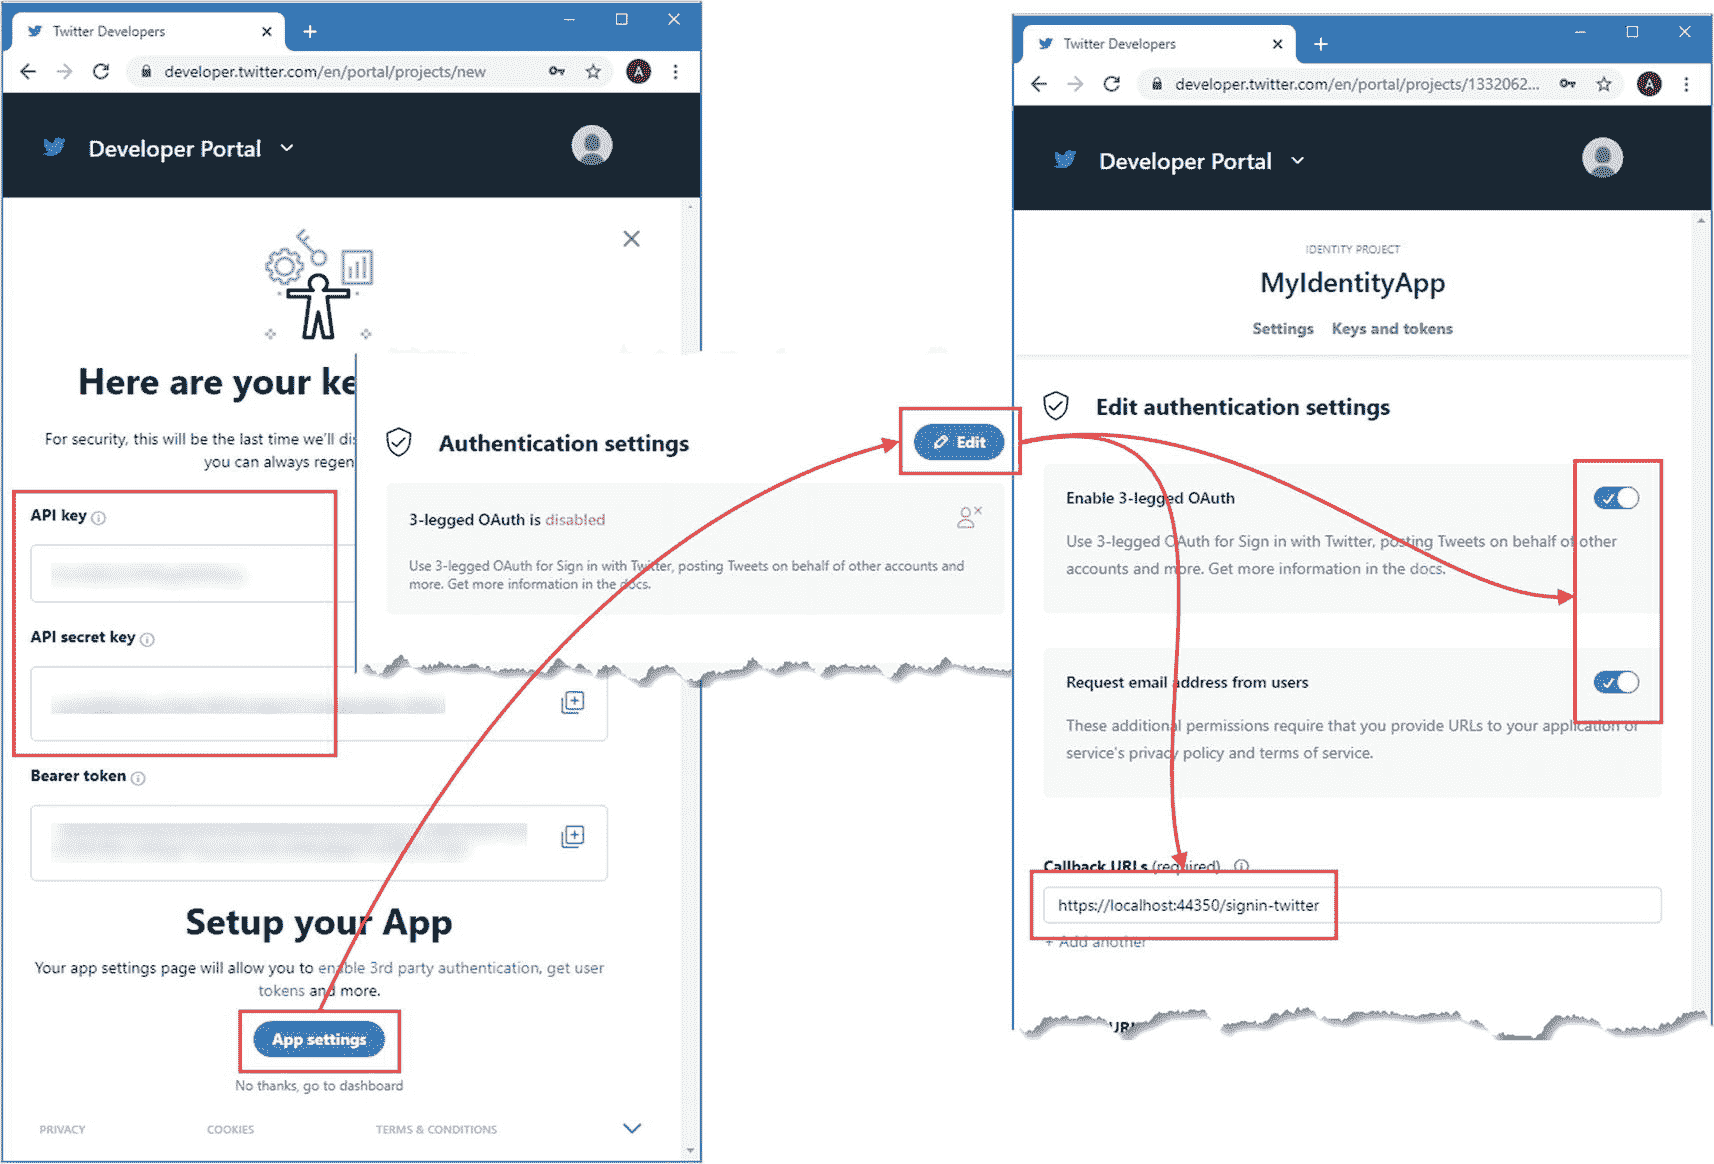 Twitter Developers
developer.twitter.com/en/portal/projects/new
A
Developer Portal
Here are your ke
For security, this will be the last time we'll dis
you can always regen
API key
API secret key
Bearer token
Setup your App
Your app settings page will allow you to enable 3rd party authentication, get user
tokens and more.
App settings
No thanks, go to dashboard
PRIVACY
COOKIES
TERMS & CONDITIONS
Authentication settings
Edit
3-legged OAuth is disabled
Use 3-legged OAuth for Sign in with Twitter, posting Tweets on behalf of other accounts and
more. Get more information in the docs.
Twitter Developers
developer.twitter.com/en/portal/projects/1332062...
A
Developer Portal
IDENTITY PROJECT
MyIdentityApp
Settings Keys and tokens
Edit authentication settings
Enable 3-legged OAuth
Use 3-legged OAuth for Sign in with Twitter, posting Tweets on behalf of other
accounts and more. Get more information in the docs.
Request email address from users
These additional permissions require that you provide URLs to your application or
service's privacy policy and terms of service.
Callback URLs (required)
https://localhost:44350/signin-twitter
+ Add another